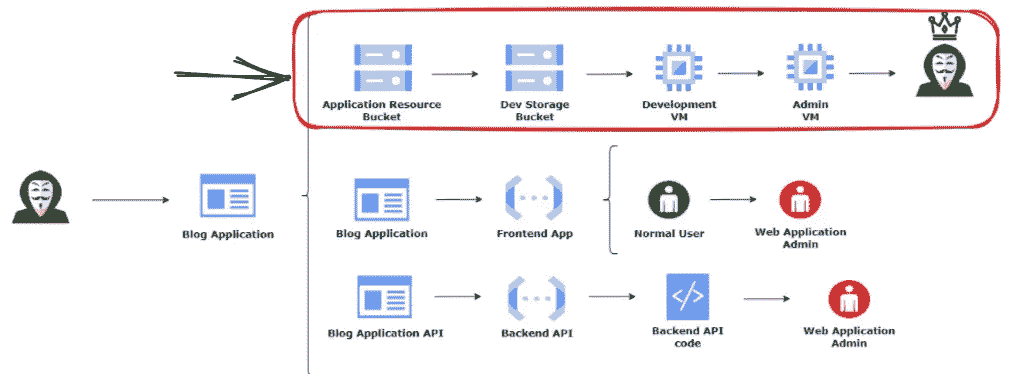 Application Resource
Bucket
Dev Storage
Bucket
Development
VM
Admin
VM
Blog Application
Blog Application
Frontend App
Normal User
Web Application
Admin
Blog Application API
Backend API
Backend API
code
Web Application
Admin